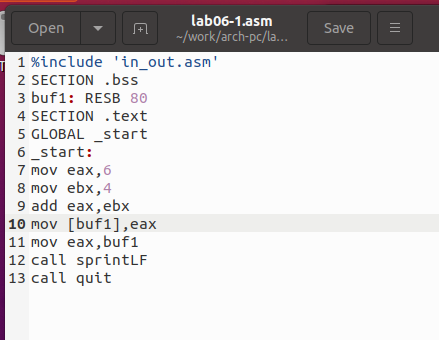 Open
lab06-1.asm
~/work/arch-pc/la...
Save
1 %include 'in_out.asm'
2 SECTION .bss
3 buf1: RESB 80
4 SECTION .text
5 GLOBAL _start
6 _start:
7 mov eax,6
8 mov ebx,4
9 add eax,ebx
10 mov [buf1],eax
11 mov eax,buf1
12 call sprintLF
13 call quit